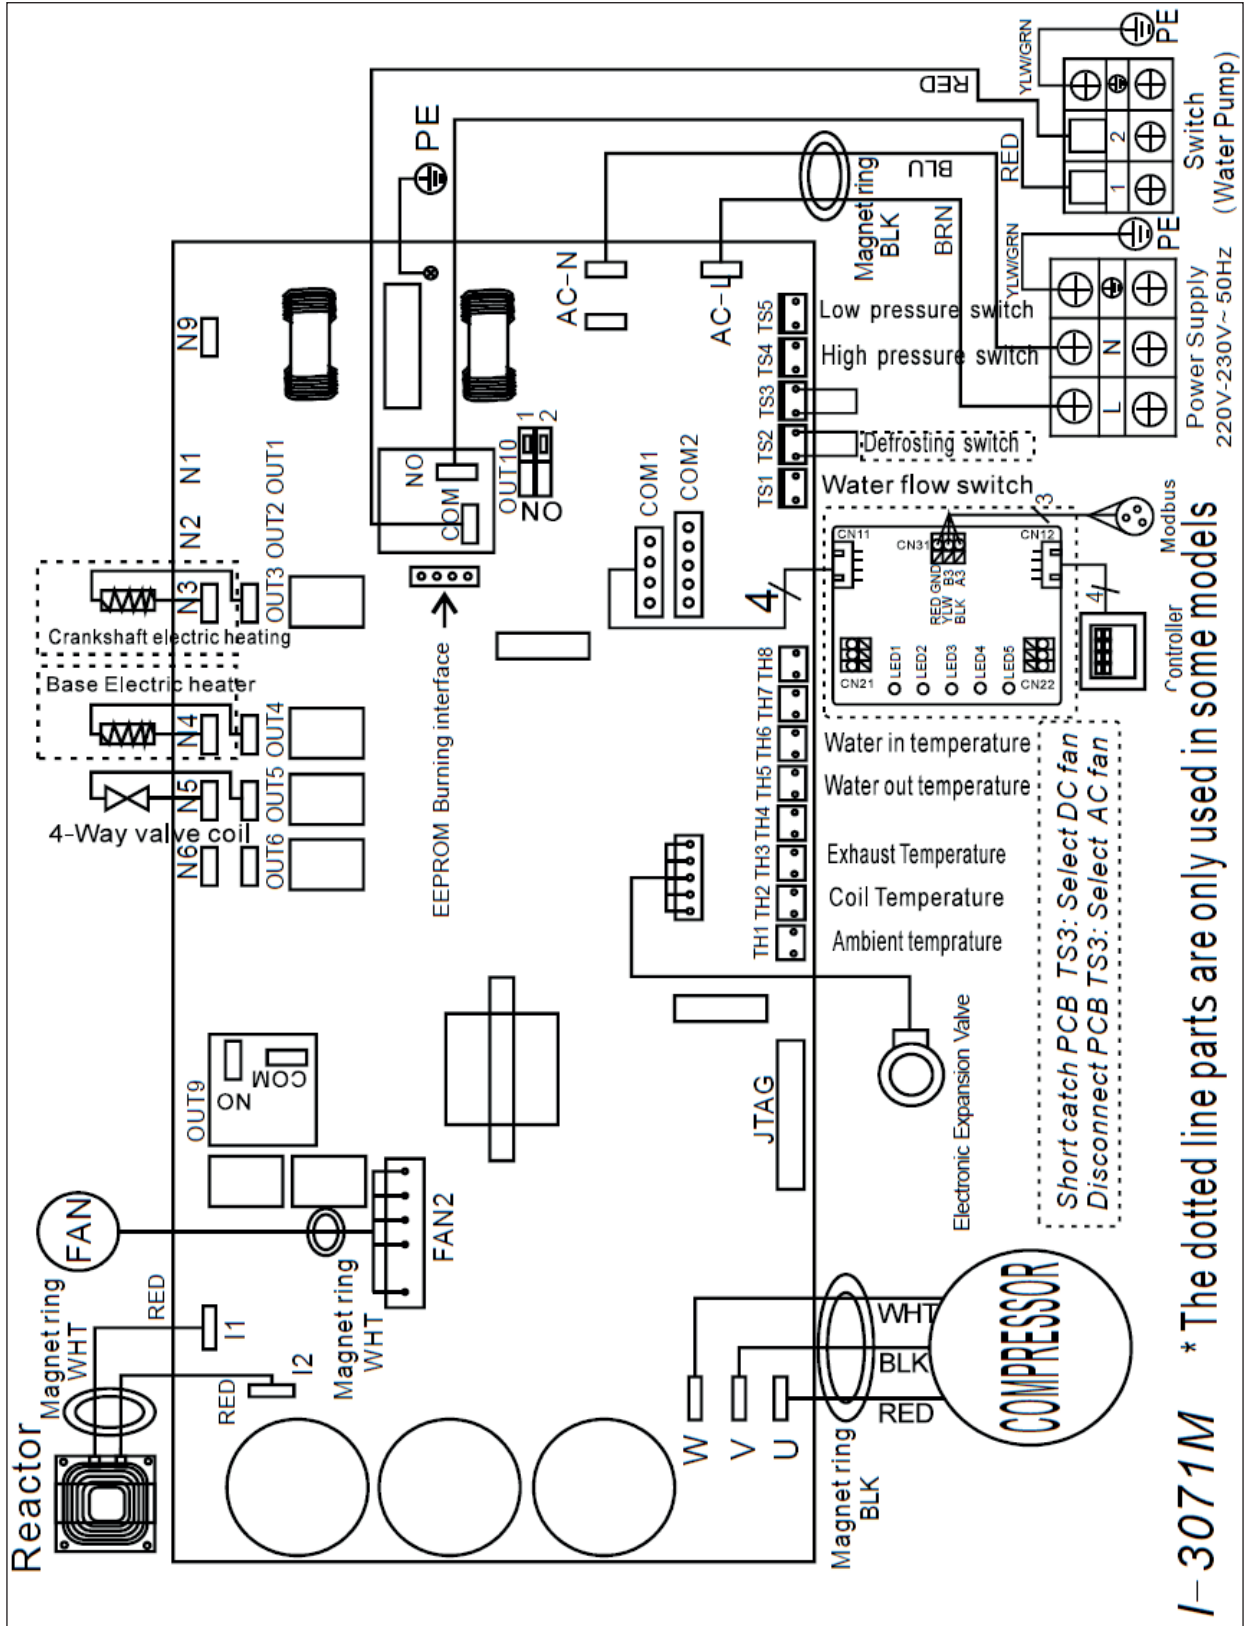 Reactor
Magnet ring
WHT
RED
RED
I1
I2
FAN
Magnet ring
WHT
FAN2
OUT9
NO
COM
N6
N5
N4
N3
N2
N1
N9
OUT6
OUT5
OUT4
OUT3
OUT2
OUT1
4-Way valve coil
Base Electric heater
Crankshaft electric heating
EEPROM Burning interface
NO
COM
OUT10
1
2
NO
PE
AC-N
AC-L
COM1
COM2
4
W
V
U
JTAG
TH1
TH2
TH3
TH4
TH5
TH6
TH7
TH8
TS1
TS2
TS3
TS4
TS5
Magnet ring
BLK
WHT
BLK
RED
COMPRESSOR
Electronic Expansion Valve
Ambient temprature
Coil Temperature
Exhaust Temperature
Water out temperature
Water in temperature
Water flow switch
Defrosting switch
High pressure switch
Low pressure switch
CN11
CN31
CN12
RED GND
YLW B3
BLK A3
CN21
CN22
LED1
LED2
LED3
LED4
LED5
3
4
Modbus
Controller
Magnet ring
BLK
BRN
BLU
RED
RED
YLW/GRN
PE
L
N
Power Supply
220V-230V~50Hz
YLW/GRN
PE
1
2
Switch
(Water Pump)
Short catch PCB TS3: Select DC fan
Disconnect PCB TS3: Select AC fan
I-3071M * The dotted line parts are only used in some models